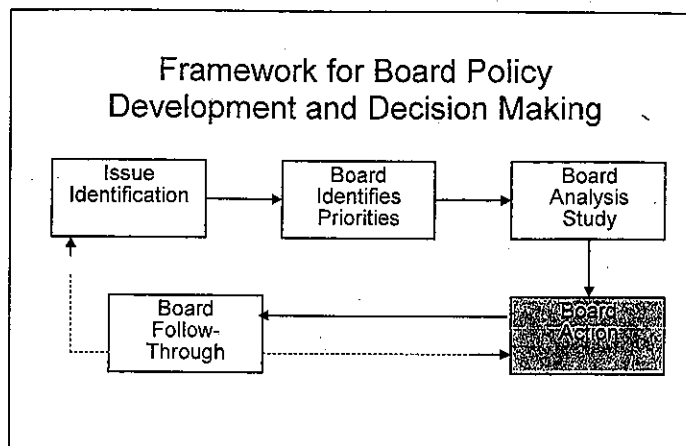 Framework for Board Policy
Development and Decision Making
Issue
Identification
Board
Identifies
Priorities
Board
Analysis
Study
Board
Follow-
Through
Board
Action